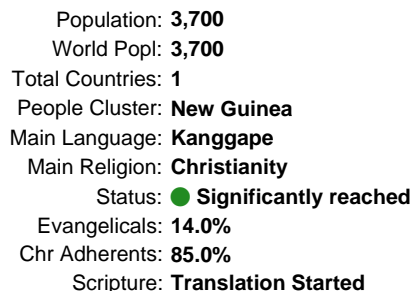 Population: 3,700
World Popl: 3,700
Total Countries: 1
People Cluster: New Guinea
Main Language: Kanggape
Main Religion: Christianity
Status: Significantly reached
Evangelicals: 14.0%
Chr Adherents: 85.0%
Scripture: Translation Started